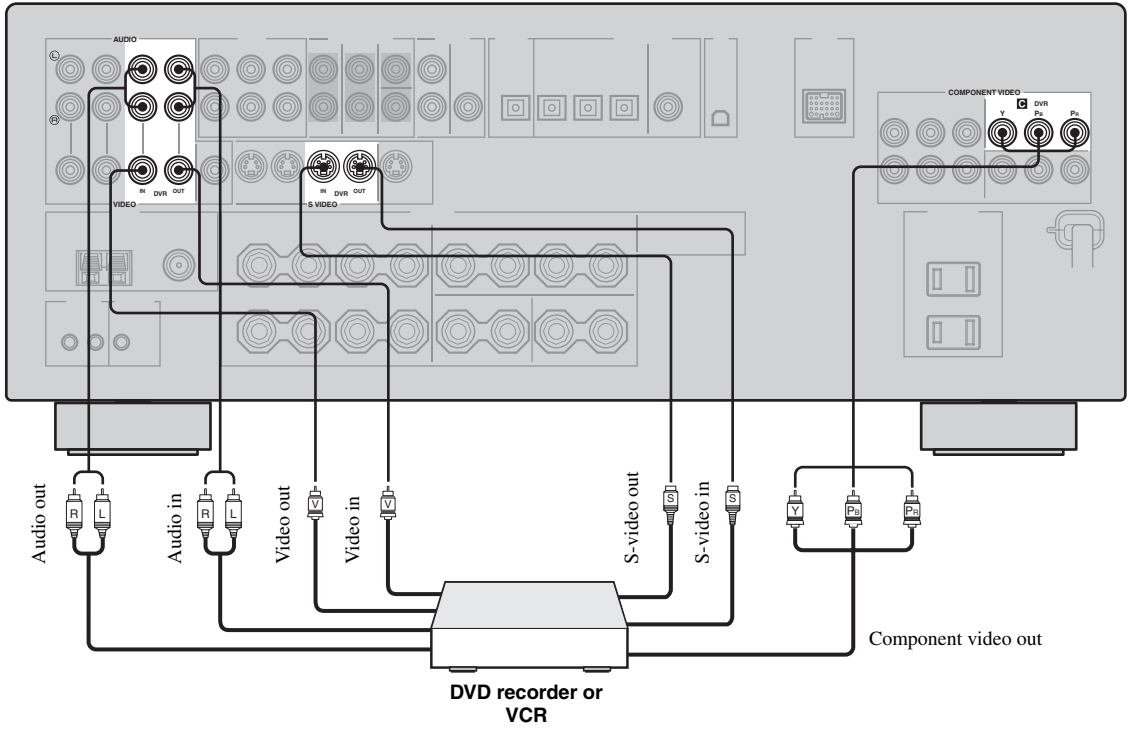 AUDIO
L
R
COMPONENT VIDEO
C DVR
Y PB PR
IN DVR OUT
VIDEO
IN DVR OUT
S VIDEO
Audio out
R L
Audio in
R L
Video out
V
Video in
V
S-video out
S
S-video in
S
Y PB PR
Component video out
DVD recorder or
VCR